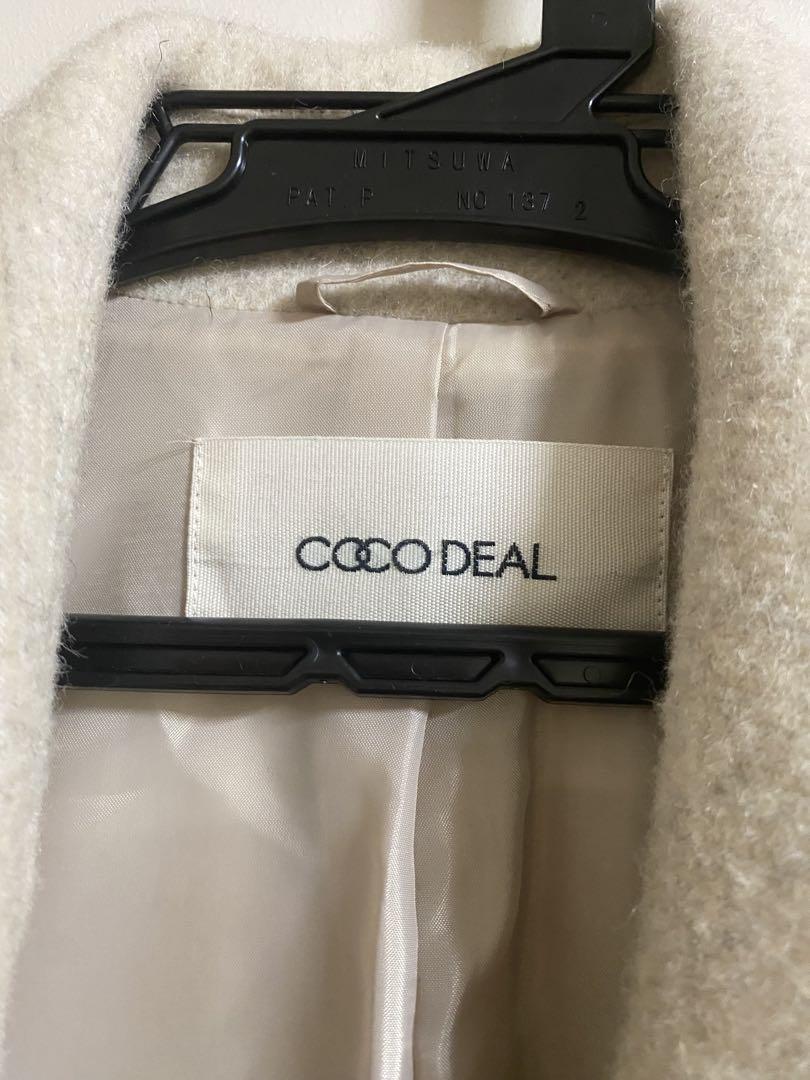 MITSUWA
PAT. P NO 137 2
COCO DEAL